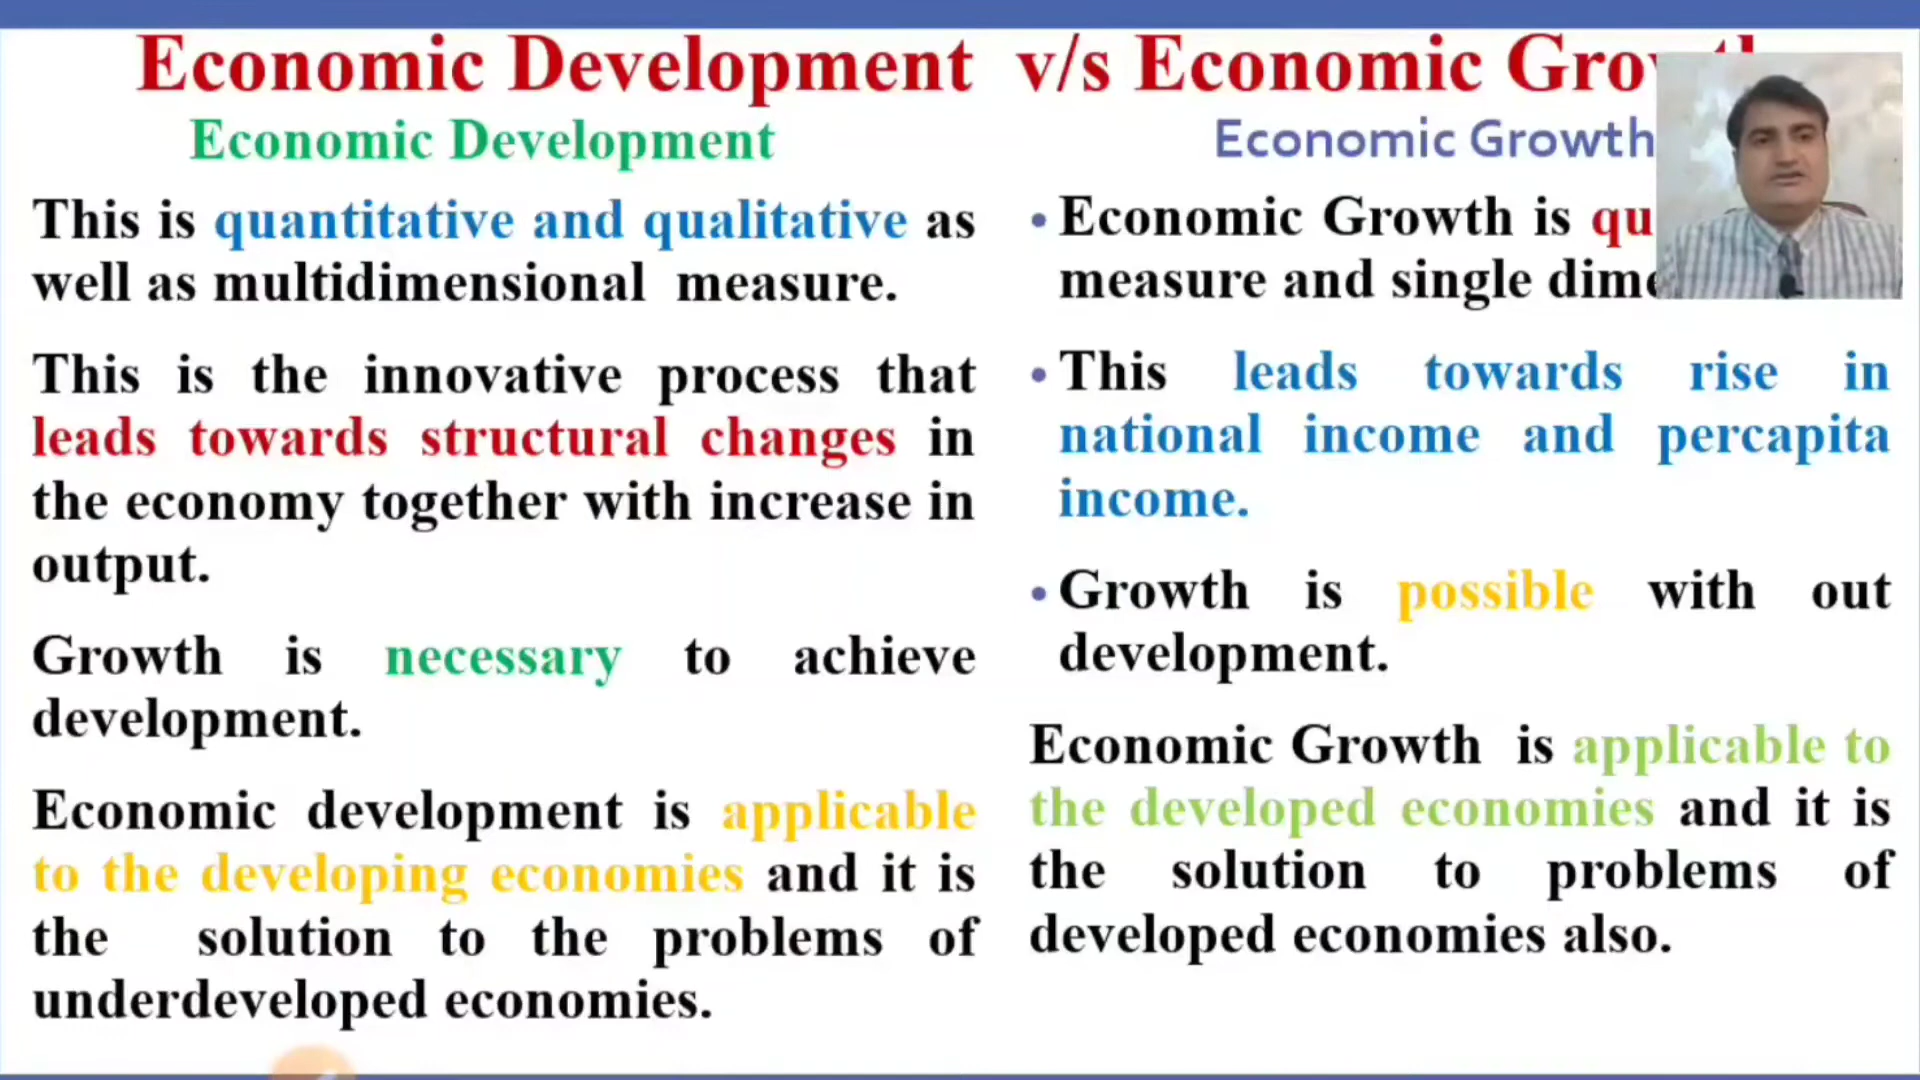 Economic Development v/s Economic
Economic Development
This is quantitative and qualitative as
well as multidimensional measure.
This is the innovative process that
leads towards structural changes in
the economy together with increase in
output.
Growth is necessary to achieve
development.
Economic development is applicable
to the developing economies and it is
the solution to the problems of
underdeveloped economies.
Economic Growth
• Economic Growth is
measure and single
• This leads towards rise in
national income and percapita
income.
• Growth is possible with out
development.
Economic Growth is applicable to
the developed economies and it is
the solution to problems of
developed economies also.